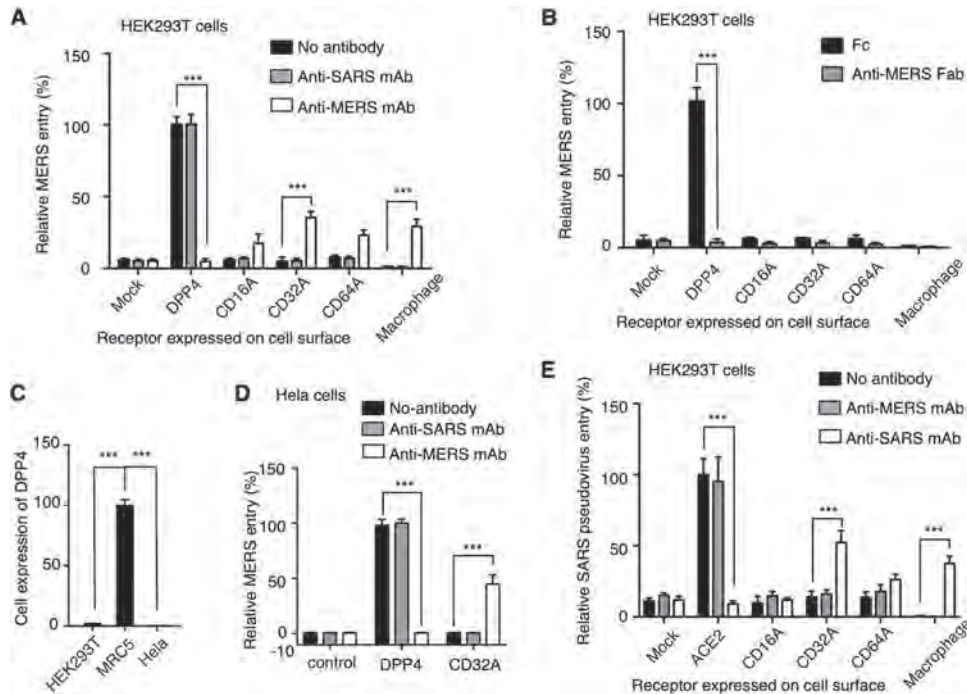 A
HEK293T cells
No antibody
Anti-SARS mAb
Anti-MERS mAb
Relative MERS entry (%)
150
100
50
0
***
***
***
Mock
DPP4
CD16A
CD32A
CD64A
Macrophage
Receptor expressed on cell surface
B
HEK293T cells
Fc
Anti-MERS Fab
Relative MERS entry (%)
150
100
50
0
***
Mock
DPP4
CD16A
CD32A
CD64A
Macrophage
Receptor expressed on cell surface
C
Cell expression of DPP4
150
100
50
0
***
***
HEK293T
MRC5
Hela
D
Hela cells
No-antibody
Anti-SARS mAb
Anti-MERS mAb
Relative MERS entry (%)
150
100
50
0
-10
***
***
control
DPP4
CD32A
E
HEK293T cells
No antibody
Anti-MERS mAb
Anti-SARS mAb
Relative SARS pseudovirus entry (%)
150
100
50
0
***
***
***
Mock
ACE2
CD16A
CD32A
CD64A
Macrophage
Receptor expressed on cell surface